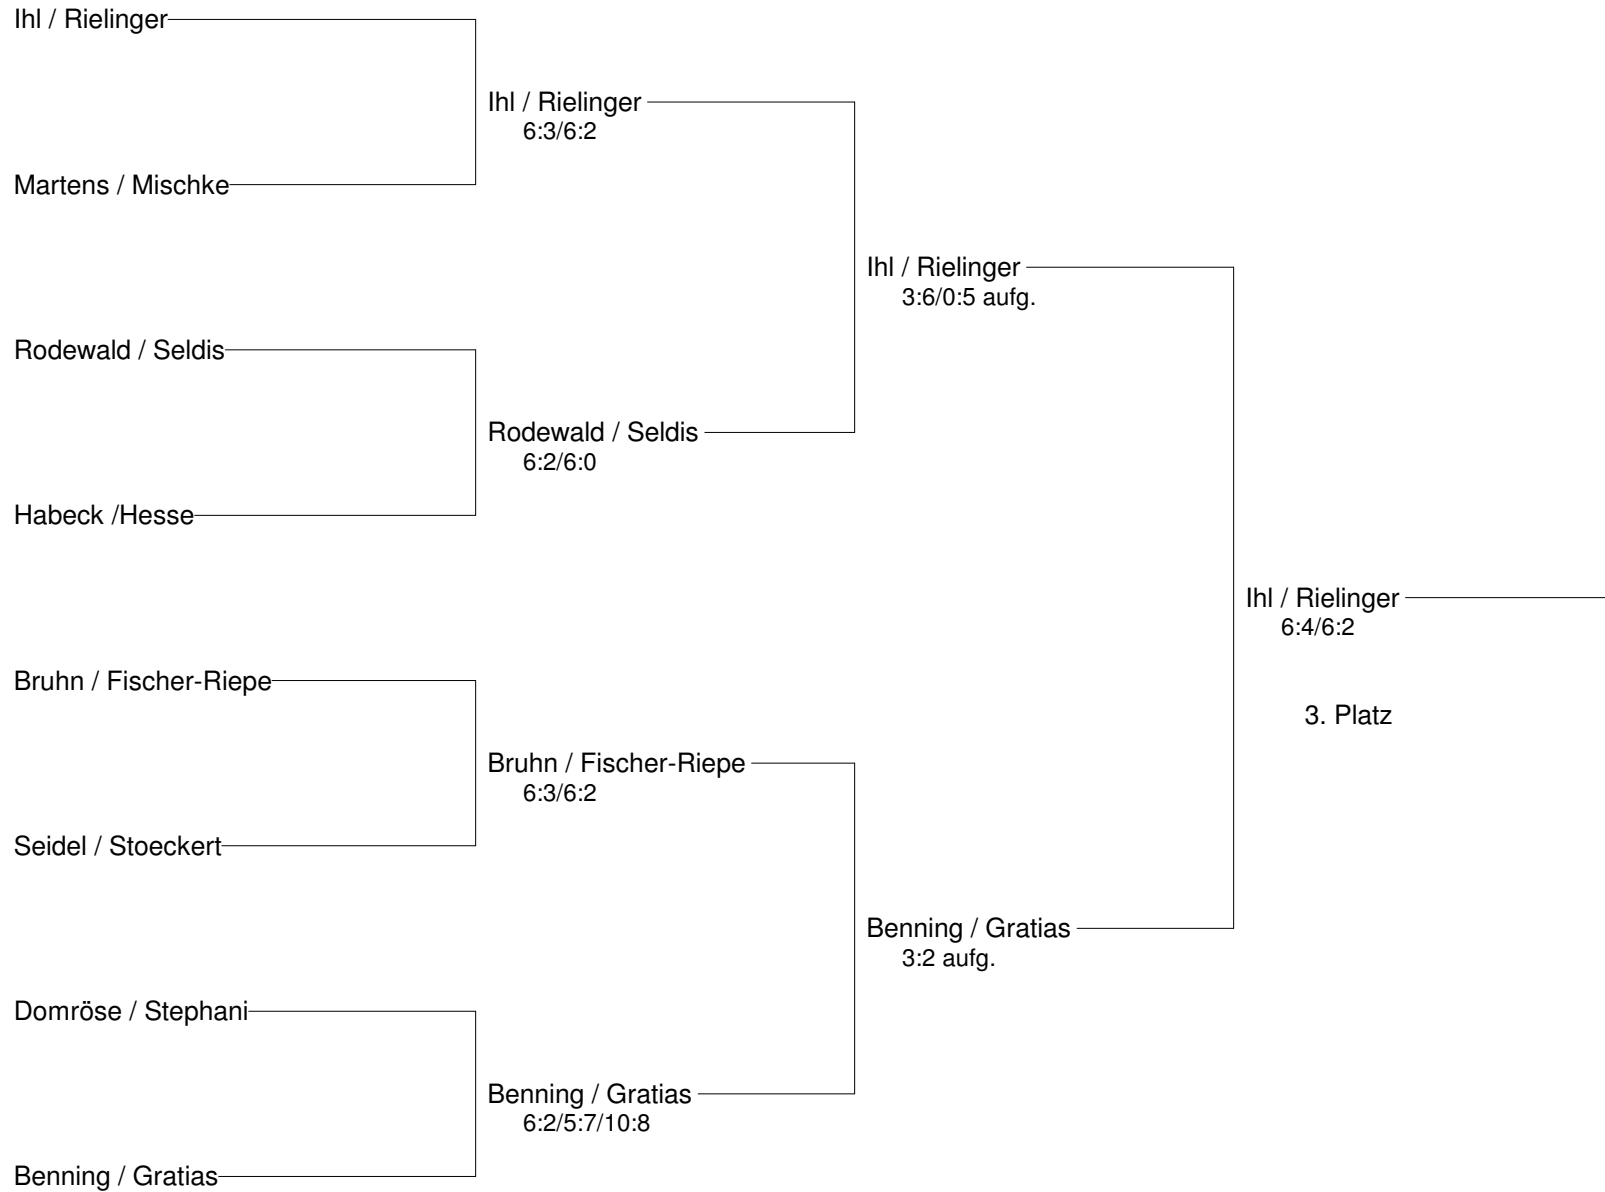 Ihl / Rielinger
Ihl / Rielinger
6:3/6:2
Martens / Mischke
Ihl / Rielinger
3:6/0:5 aufg.
Rodewald / Seldis
Rodewald / Seldis
6:2/6:0
Habeck /Hesse
Ihl / Rielinger
6:4/6:2
Bruhn / Fischer-Riepe
3. Platz
Bruhn / Fischer-Riepe
6:3/6:2
Seidel / Stoeckert
Benning / Gratias
3:2 aufg.
Domröse / Stephani
Benning / Gratias
6:2/5:7/10:8
Benning / Gratias